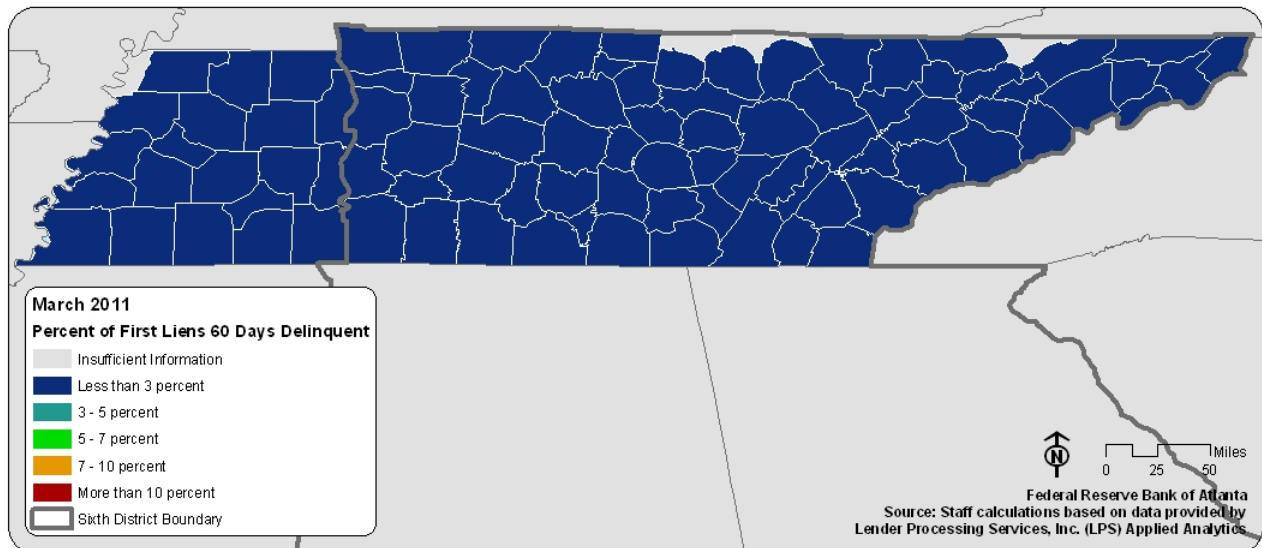 March 2011
Percent of First Liens 60 Days Delinquent
Insufficient Information
Less than 3 percent
3 - 5 percent
5 - 7 percent
7 - 10 percent
More than 10 percent
Sixth District Boundary
N
Miles
0 25 50
Federal Reserve Bank of Atlanta
Source: Staff calculations based on data provided by
Lender Processing Services, Inc. (LPS) Applied Analytics